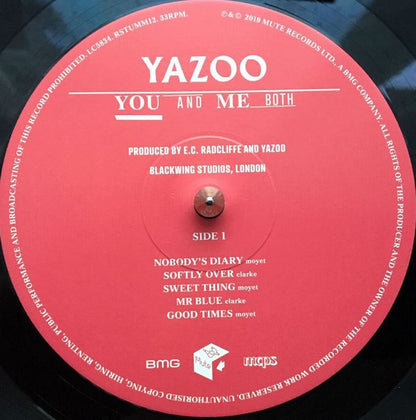 ℗&© 2018 MUTE RECORDS LTD., A BMG COMPANY. ALL RIGHTS OF THE PRODUCER AND THE OWNER OF THE RECORDED WORK RESERVED. UNAUTHORISED COPYING, HIRING, RENTING, PUBLIC PERFORMANCE AND BROADCASTING OF THIS RECORD PROHIBITED. LC5834. RSTUMM12. 33RPM.
YAZOO
YOU AND ME BOTH
PRODUCED BY E.C. RADCLIFFE AND YAZOO
BLACKWING STUDIOS, LONDON
SIDE 1
NOBODY'S DIARY moyet
SOFTLY OVER clarke
SWEET THING moyet
MR BLUE clarke
GOOD TIMES moyet
BMG mcps